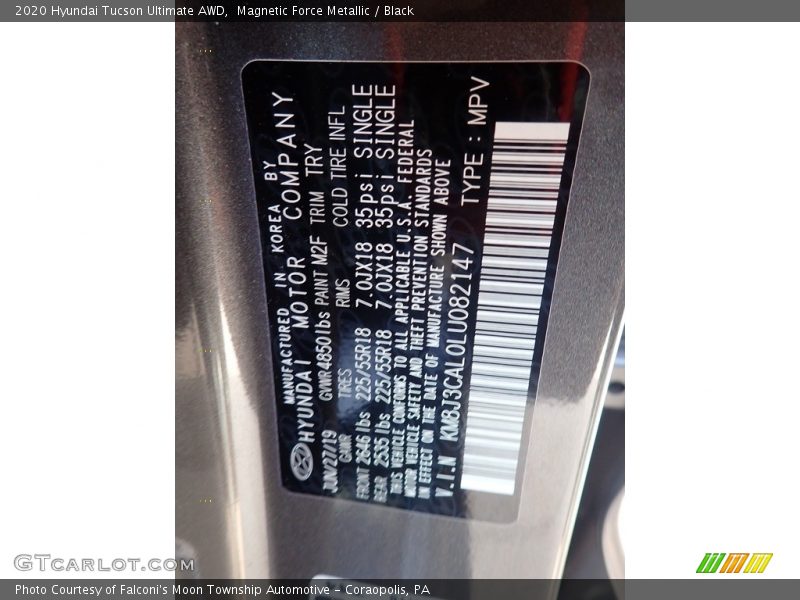 2020 Hyundai Tucson Ultimate AWD,  Magnetic Force Metallic / Black
MANUFACTURED IN KOREA BY
HYUNDAI MOTOR COMPANY
JUN/27/19 GVWR 4850lbs PAINT M2F TRIM TRY
GAWR TIRES RIMS COLD TIRE INFL
FRONT 2646 lbs 225/55R18 7.0JX18 35psi SINGLE
REAR 2535 lbs 225/55R18 7.0JX18 35psi SINGLE
THIS VEHICLE CONFORMS TO ALL APPLICABLE U.S.A. FEDERAL
MOTOR VEHICLE SAFETY AND THEFT PREVENTION STANDARDS
IN EFFECT ON THE DATE OF MANUFACTURE SHOWN ABOVE
V.I.N KM8J3CAL0LU082147 TYPE : MPV
GTcarlot.com
Photo Courtesy of Falconi's Moon Township Automotive - Coraopolis, PA